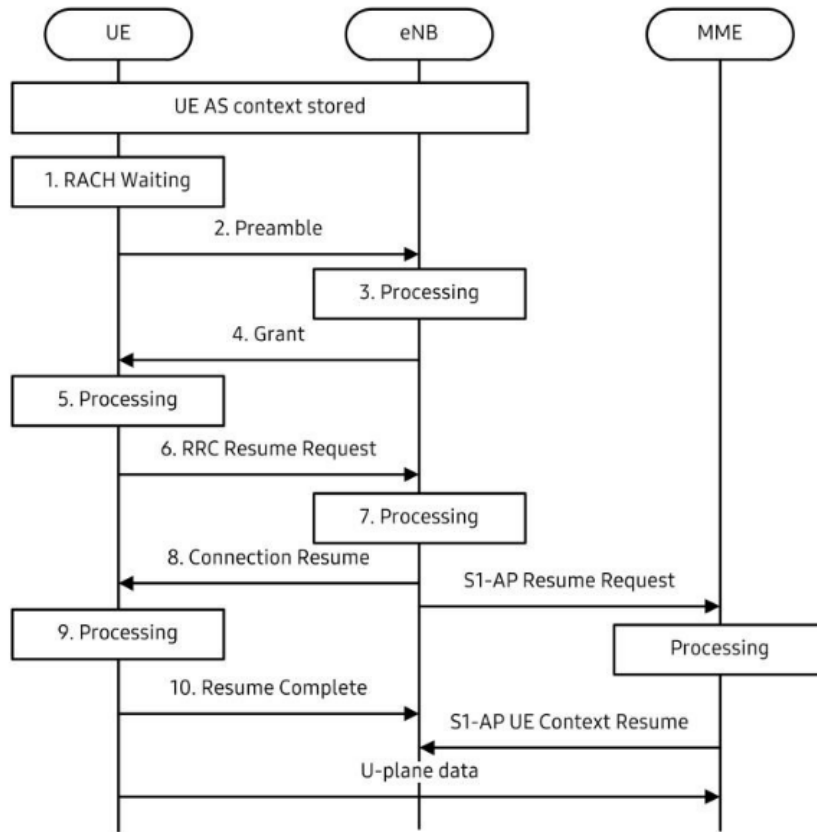 UE
eNB
MME
UE AS context stored
1. RACH Waiting
2. Preamble
3. Processing
4. Grant
5. Processing
6. RRC Resume Request
7. Processing
8. Connection Resume
S1-AP Resume Request
9. Processing
Processing
10. Resume Complete
S1-AP UE Context Resume
U-plane data